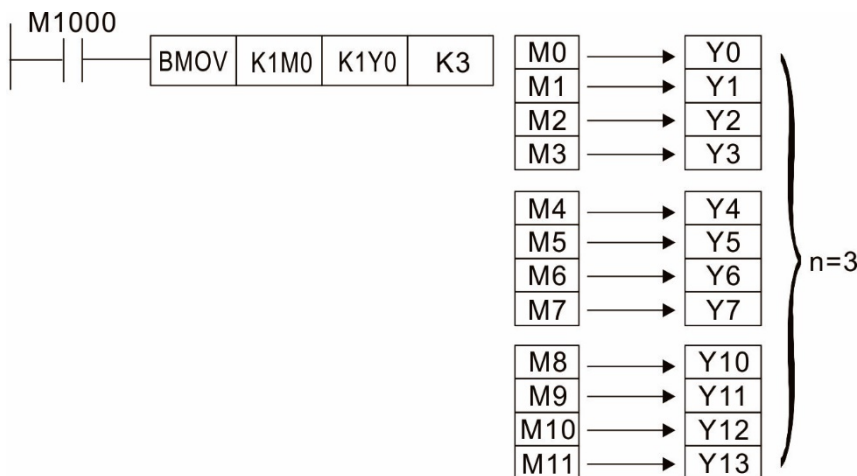 M1000
BMOV K1M0 K1Y0 K3
M0 Y0
M1 Y1
M2 Y2
M3 Y3
M4 Y4
M5 Y5
M6 Y6
M7 Y7
n=3
M8 Y10
M9 Y11
M10 Y12
M11 Y13